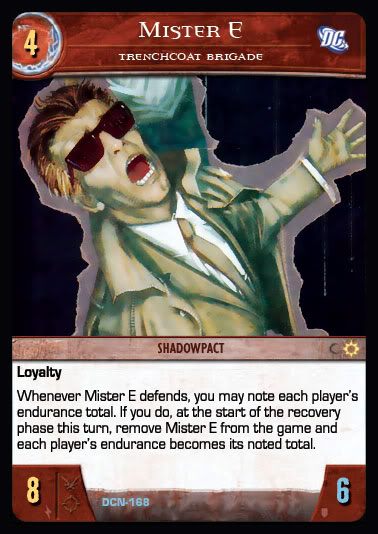 4
Mister E
DC
TRENCHCOAT BRIGADE
SHADOWPACT
C
Loyalty
Whenever Mister E defends, you may note each player's
endurance total. If you do, at the start of the recovery
phase this turn, remove Mister E from the game and
each player's endurance becomes its noted total.
8
DCN-168
6